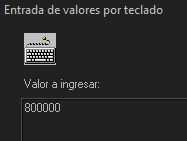 Entrada de valores por teclado
Valor a ingresar:
800000